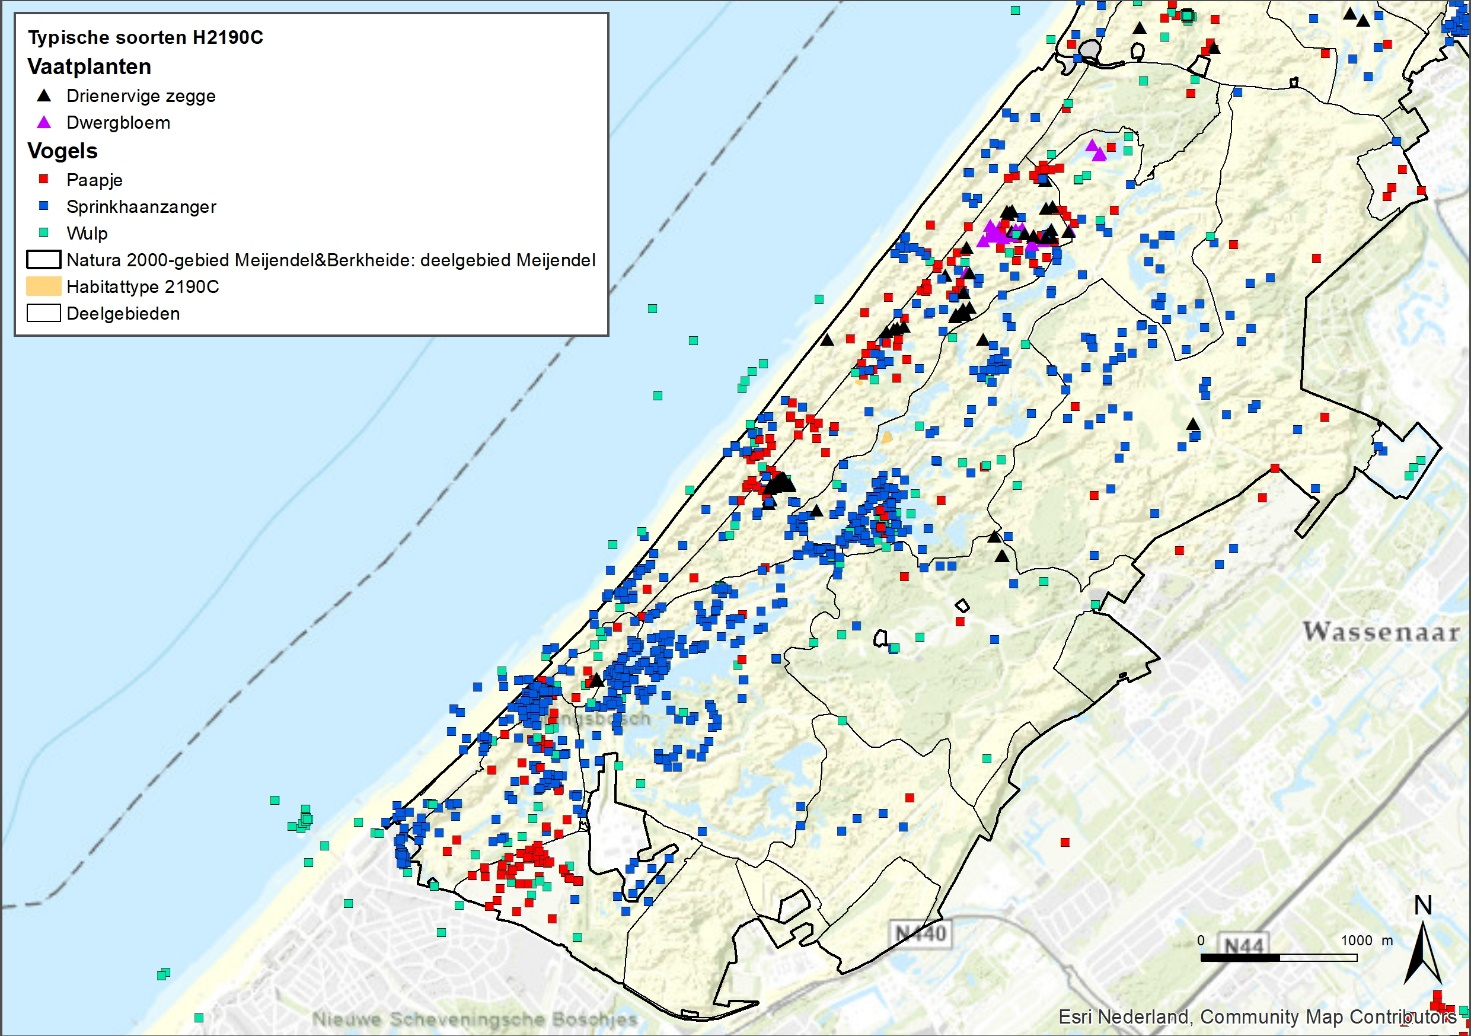 Typische soorten H2190C
Vaatplanten
Drienervige zegge
Dwergbloem
Vogels
Paapje
Sprinkhaanzanger
Wulp
Natura 2000-gebied Meijendel&Berkheide: deelgebied Meijendel
Habitattype 2190C
Deelgebieden
Wassenaar
N440
N
0 1000 m
N44
Nieuwe Scheveningsche Boschjes
Esri Nederland, Community Map Contributors